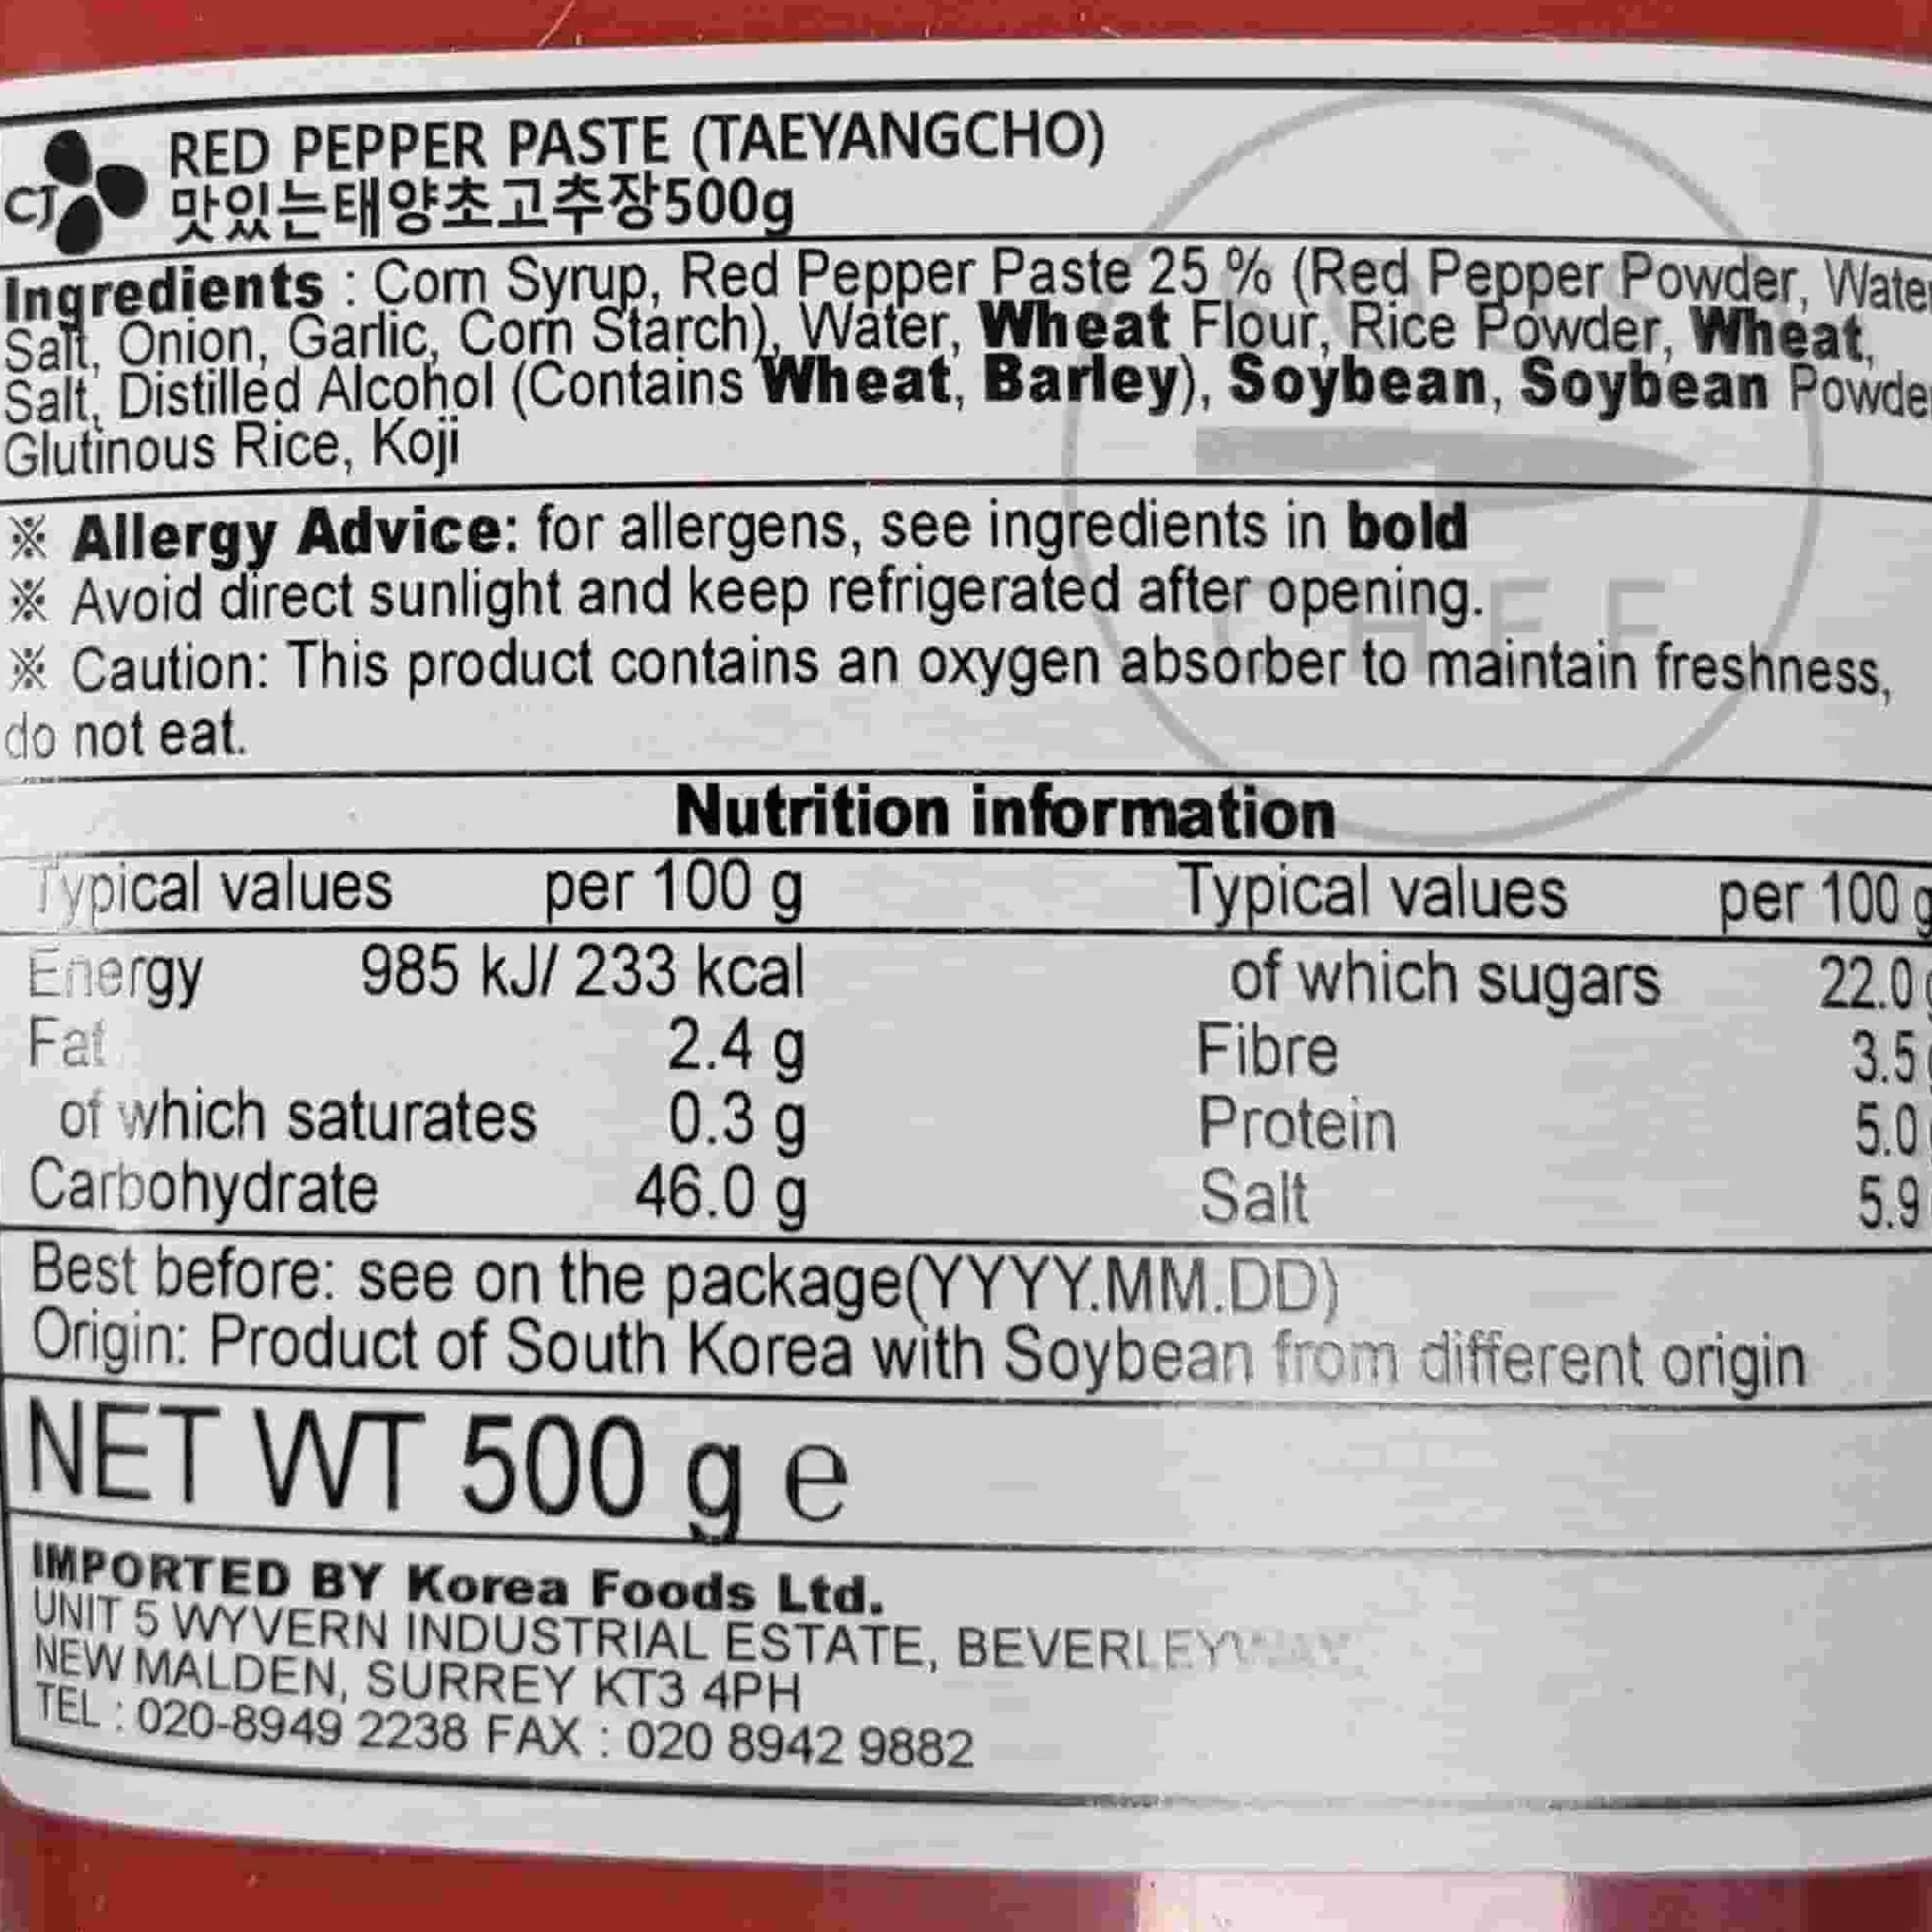 CJ
RED PEPPER PASTE (TAEYANGCHO)
맛있는태양초고추장500g
Ingredients : Corn Syrup, Red Pepper Paste 25 % (Red Pepper Powder, Water
Salt, Onion, Garlic, Corn Starch), Water, Wheat Flour, Rice Powder, Wheat,
Salt, Distilled Alcohol (Contains Wheat, Barley), Soybean, Soybean Powde
Glutinous Rice, Koji
※ Allergy Advice: for allergens, see ingredients in bold
※ Avoid direct sunlight and keep refrigerated after opening.
※ Caution: This product contains an oxygen absorber to maintain freshness,
do not eat.
Nutrition information
Typical values per 100 g Typical values per 100 g
Energy 985 kJ/ 233 kcal of which sugars 22.0 g
Fat 2.4 g Fibre 3.5
of which saturates 0.3 g Protein 5.0
Carbohydrate 46.0 g Salt 5.9
Best before: see on the package(YYYY.MM.DD)
Origin: Product of South Korea with Soybean from different origin
NET WT 500 g e
IMPORTED BY Korea Foods Ltd.
UNIT 5 WYVERN INDUSTRIAL ESTATE, BEVERLEYWAY
NEW MALDEN, SURREY KT3 4PH
TEL : 020-8949 2238 FAX : 020 8942 9882